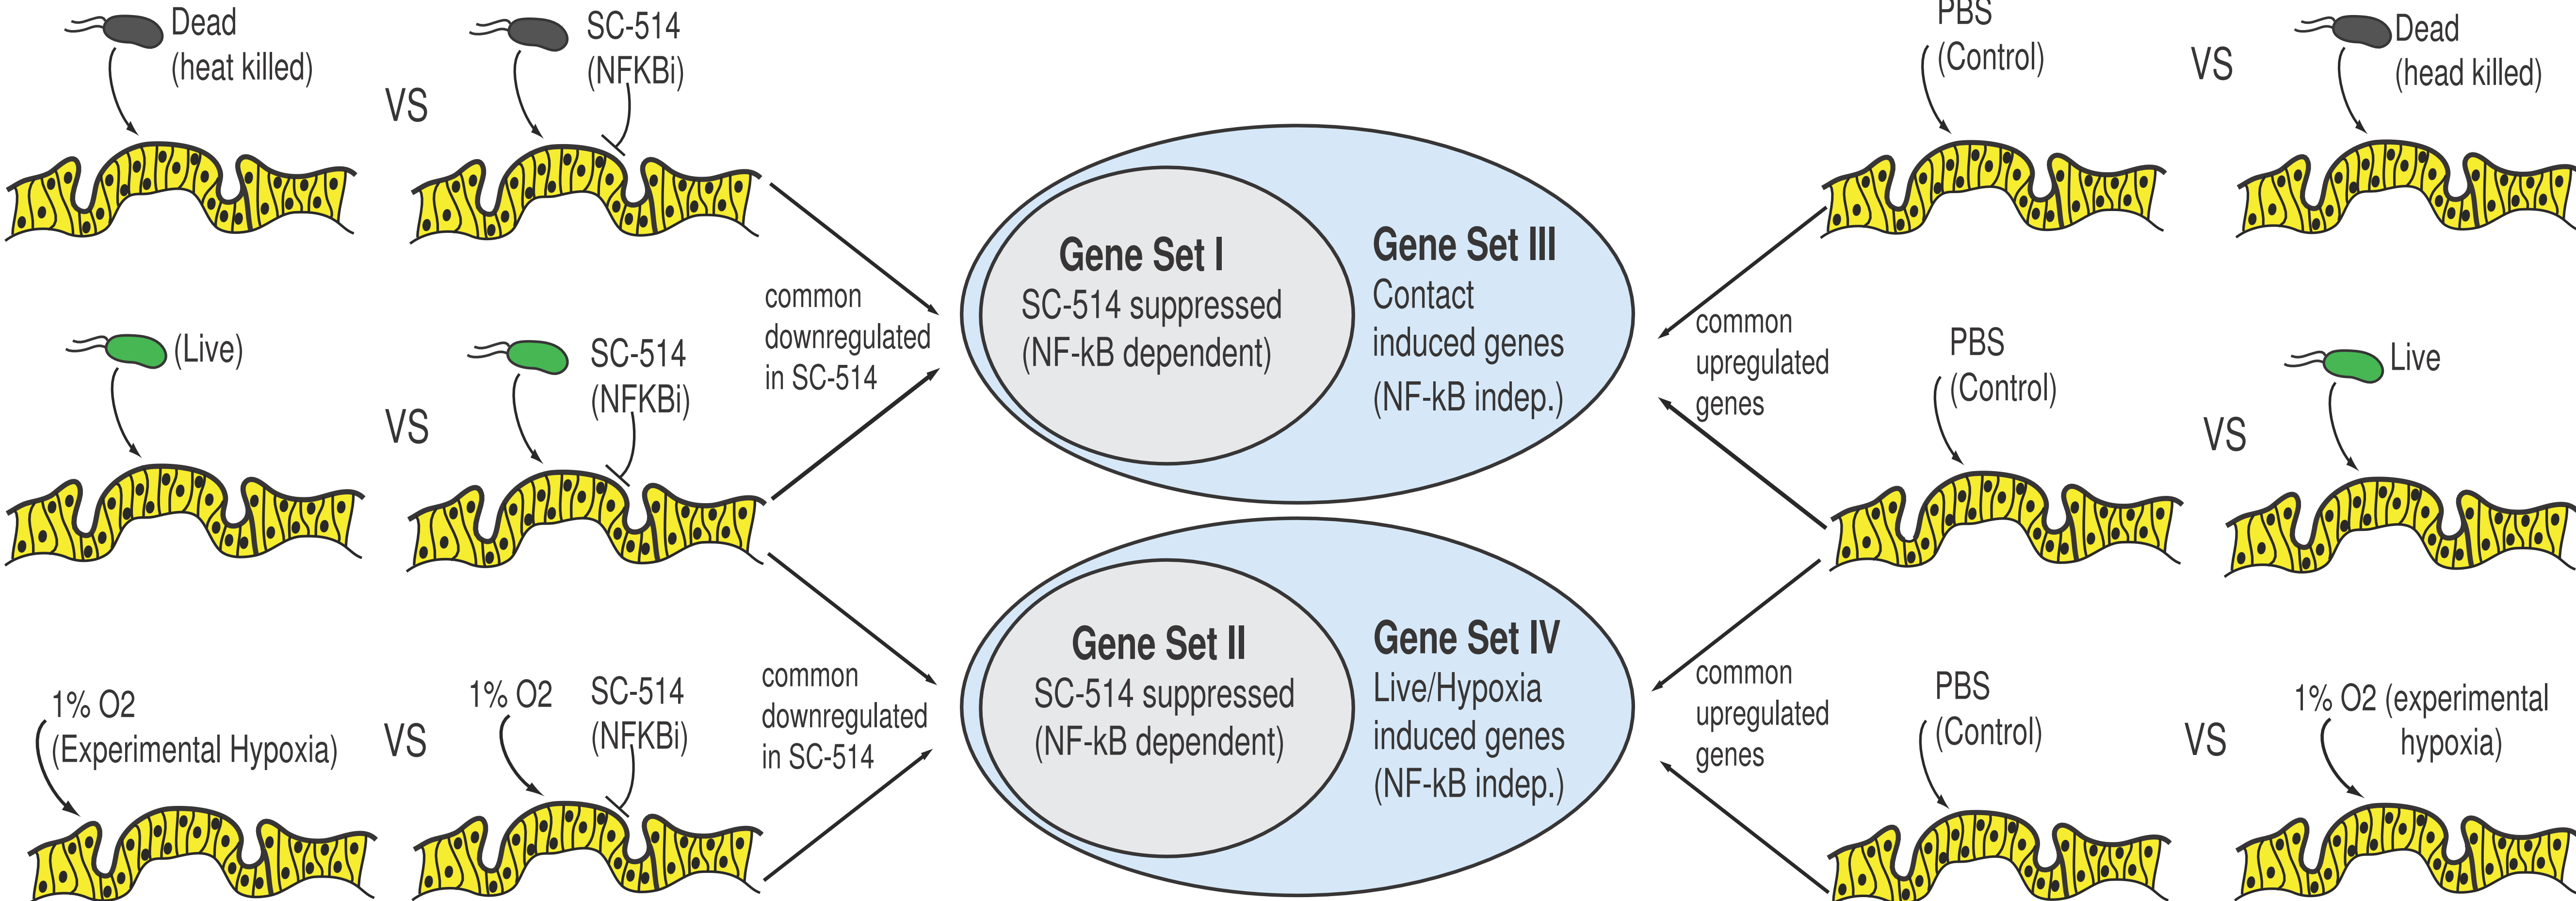 Dead
(heat killed)
VS
SC-514
(NFKBi)
PBS
(Control)
VS
Dead
(head killed)
(Live)
VS
SC-514
(NFKBi)
common
downregulated
in SC-514
Gene Set I
SC-514 suppressed
(NF-kB dependent)
Gene Set III
Contact
induced genes
(NF-kB indep.)
common
upregulated
genes
PBS
(Control)
VS
Live
1% O2
(Experimental Hypoxia)
VS
1% O2
SC-514
(NFKBi)
common
downregulated
in SC-514
Gene Set II
SC-514 suppressed
(NF-kB dependent)
Gene Set IV
Live/Hypoxia
induced genes
(NF-kB indep.)
common
upregulated
genes
PBS
(Control)
VS
1% O2 (experimental
hypoxia)